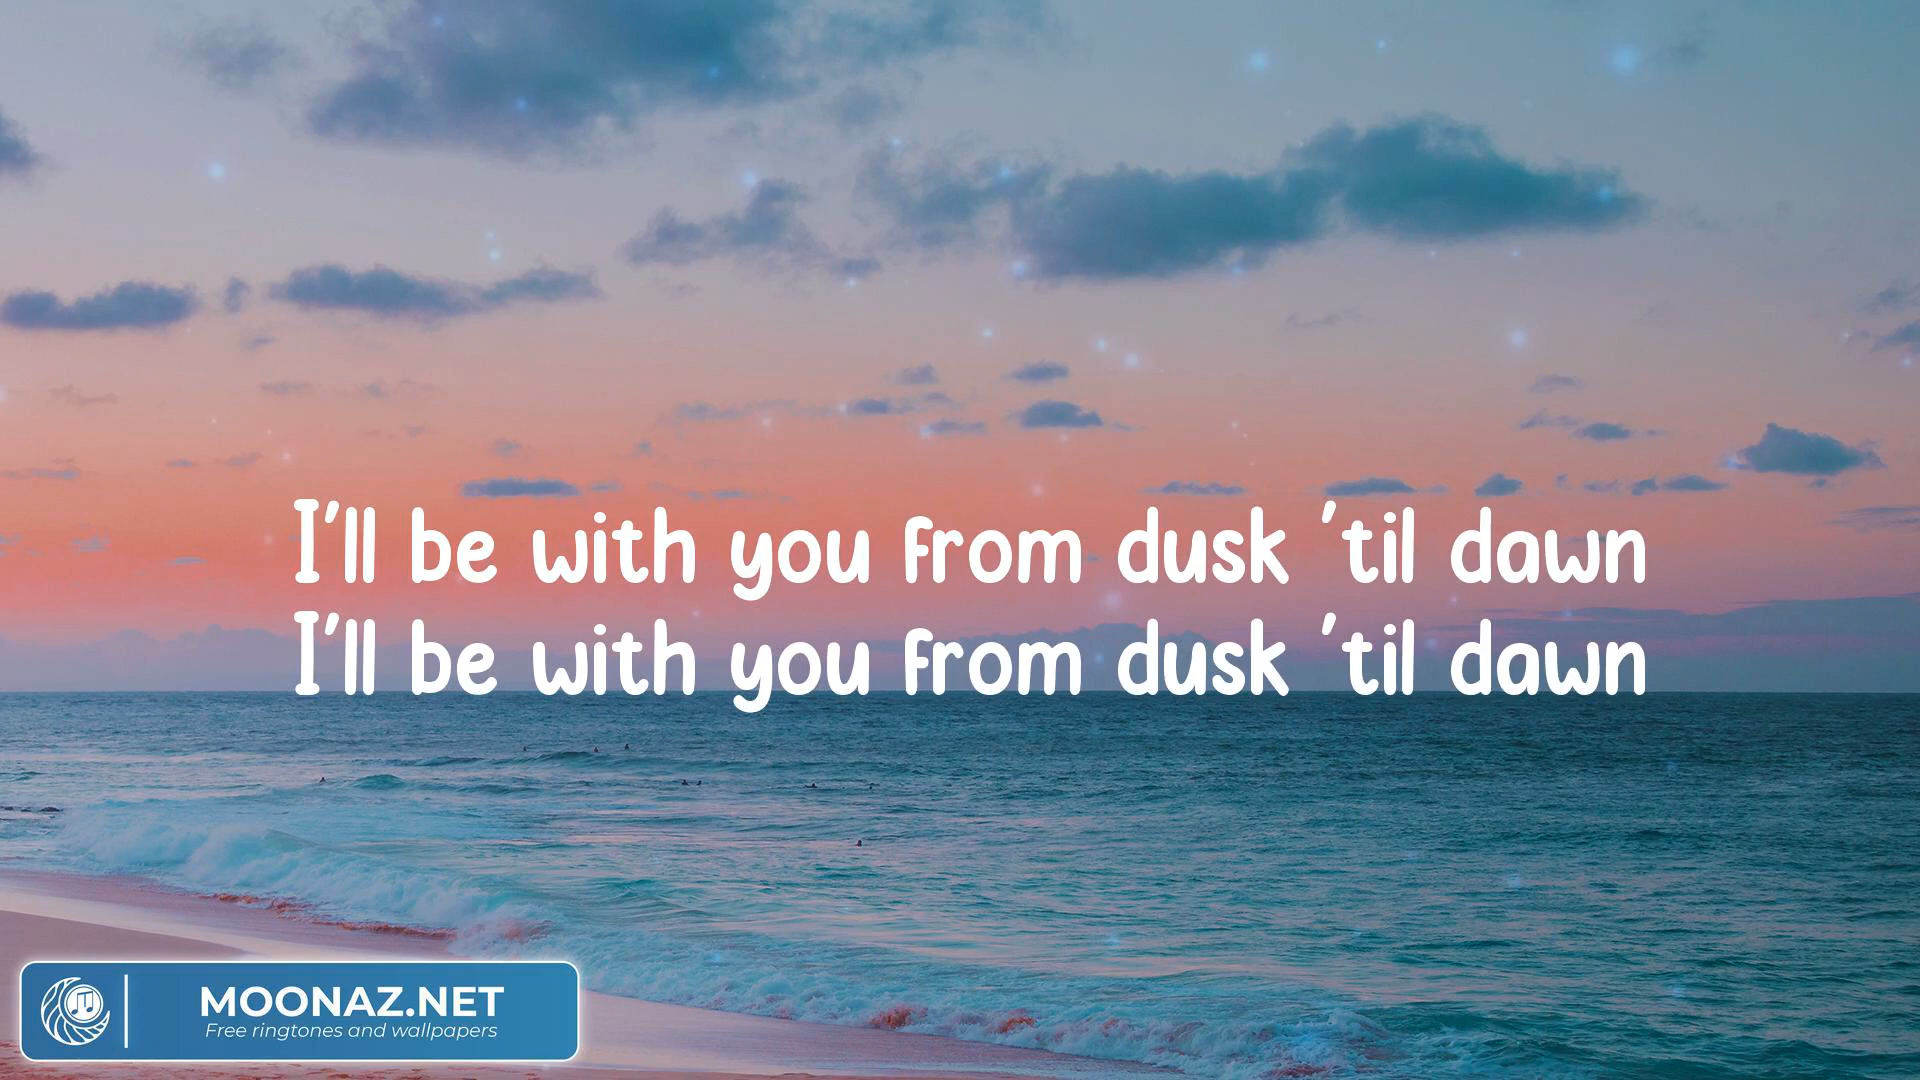 I'll be with you from dusk 'til dawn
I'll be with you from dusk 'til dawn
MOONAZ.NET
Free ringtones and wallpapers